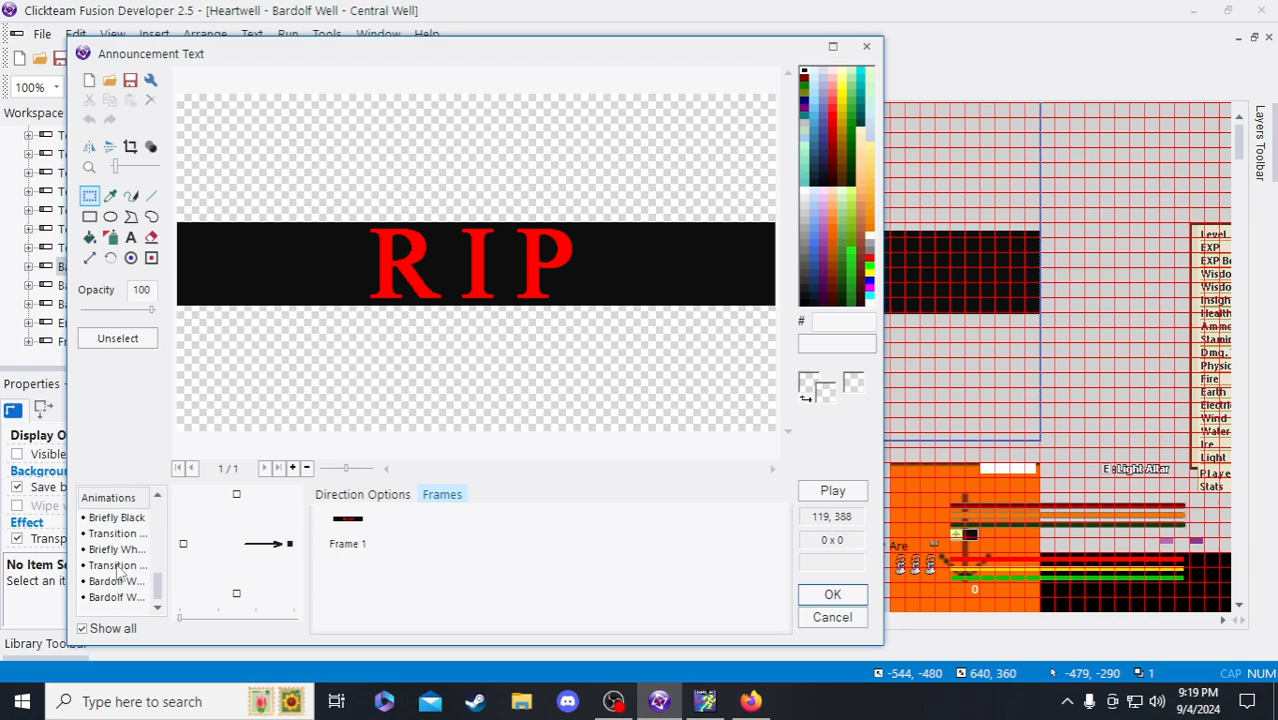 Clickteam Fusion Developer 2.5 - [Heartwell - Bardolf Well - Central Well]
File Edit View Insert Arrange Text Run Tools Window Help
Announcement Text
100%
Workspace
Layers Toolbar
Opacity 100
Unselect
R I P
#
1 / 1
Properties
Display O
Visible
Background
Save b
Wipe w
Effect
Transp
No Item Se
Select an it
Library Toolbar
Animations
Briefly Black
Transition ...
Briefly Wh...
Transition ...
Bardolf W...
Bardolf W...
Show all
Direction Options Frames
RIP
Frame 1
Play
119, 388
0 x 0
OK
Cancel
Level
EXP
EXP Be
Wisdo
Wisdo
Insigh
Health
Ammo
Stamin
Dmg.
Physic
Fire
Earth
Electri
Wind
Water
Ice
Light
Player
Stats
E : Light Altar
Are
0
-544, -480 640, 360 -479, -290 1 CAP NUM
Type here to search
9:19 PM
9/4/2024